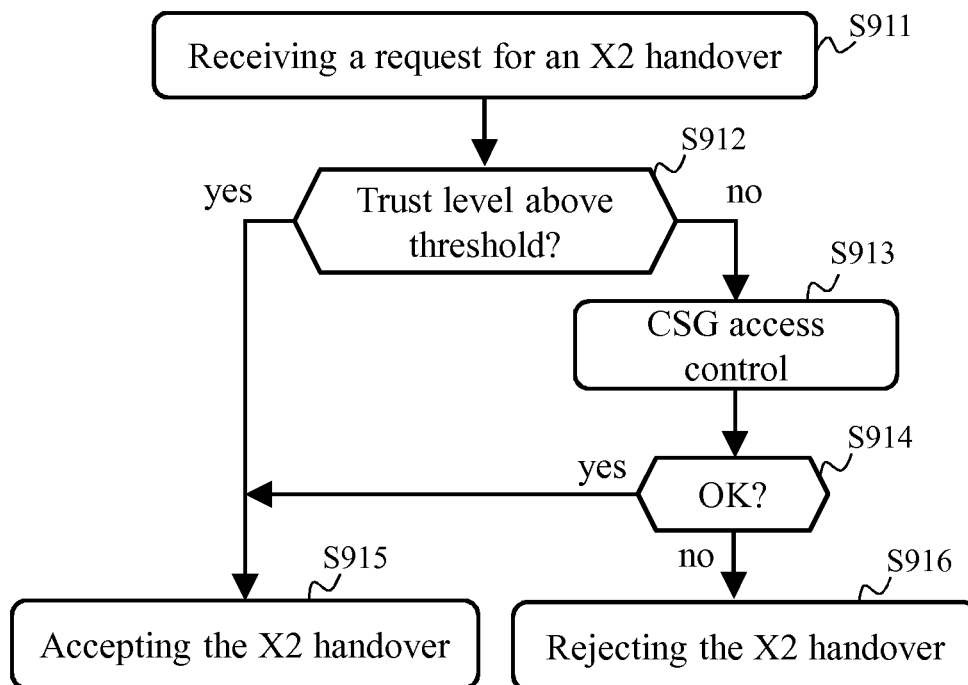 S911
Receiving a request for an X2 handover
S912
yes
Trust level above
threshold?
no
S913
CSG access
control
S914
yes
OK?
no
S915
Accepting the X2 handover
S916
Rejecting the X2 handover